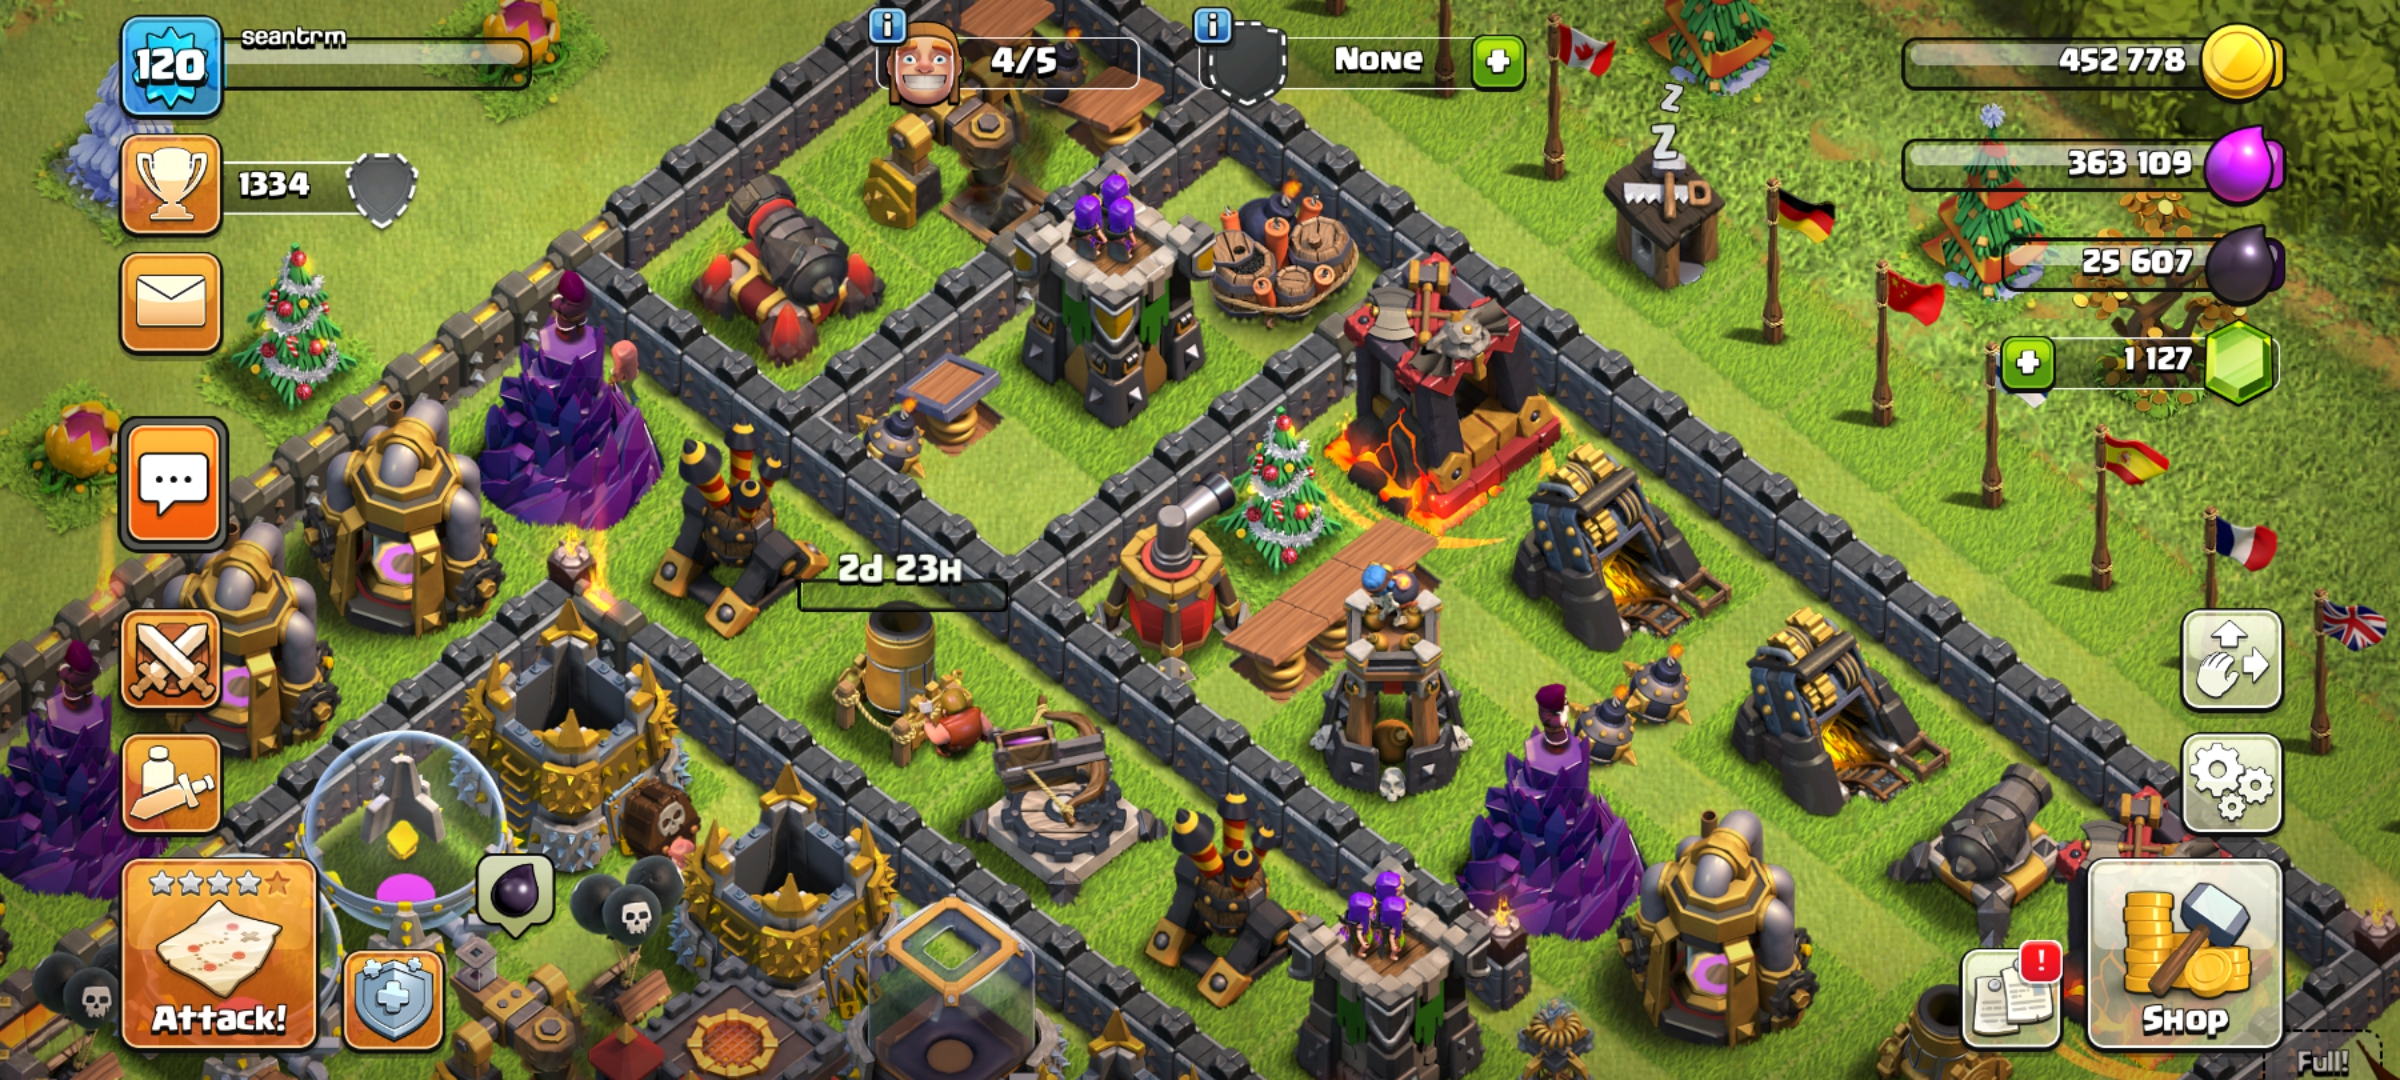 120
seantrm
4/5
None
452 778
1334
363 109
25 607
1 127
Z
Z
2d 23H
Attack!
Shop
!
Full!